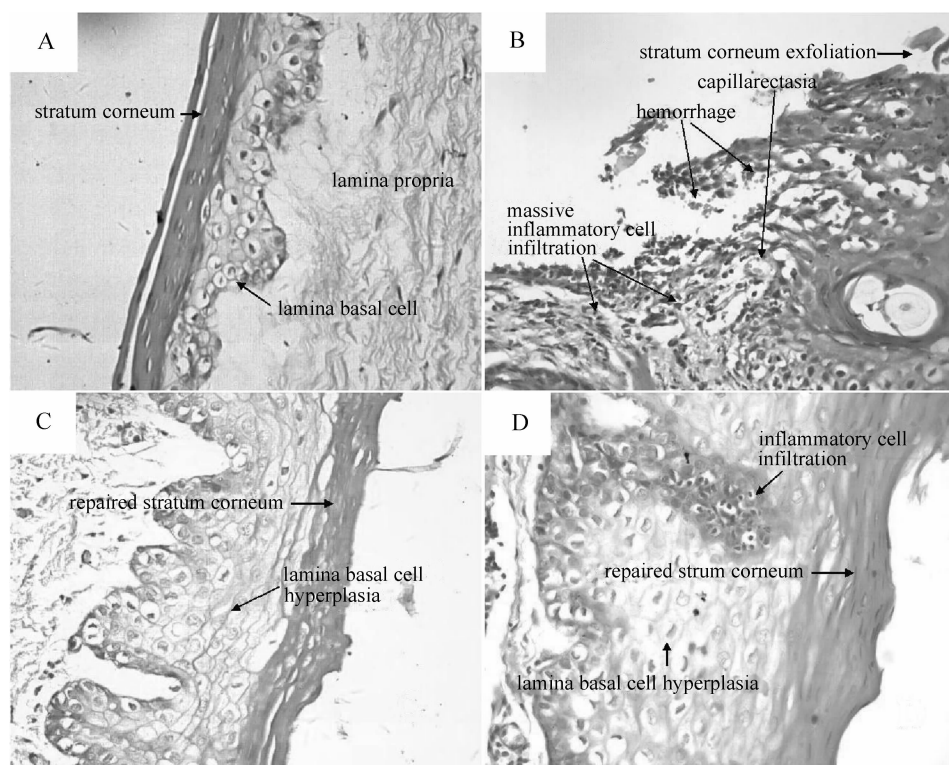 A
stratum corneum
lamina propria
lamina basal cell
B
stratum corneum exfoliation
capillarectasia
hemorrhage
massive
inflammatory cell
infiltration
C
repaired stratum corneum
lamina basal cell
hyperplasia
D
inflammatory cell
infiltration
repaired strum corneum
lamina basal cell hyperplasia